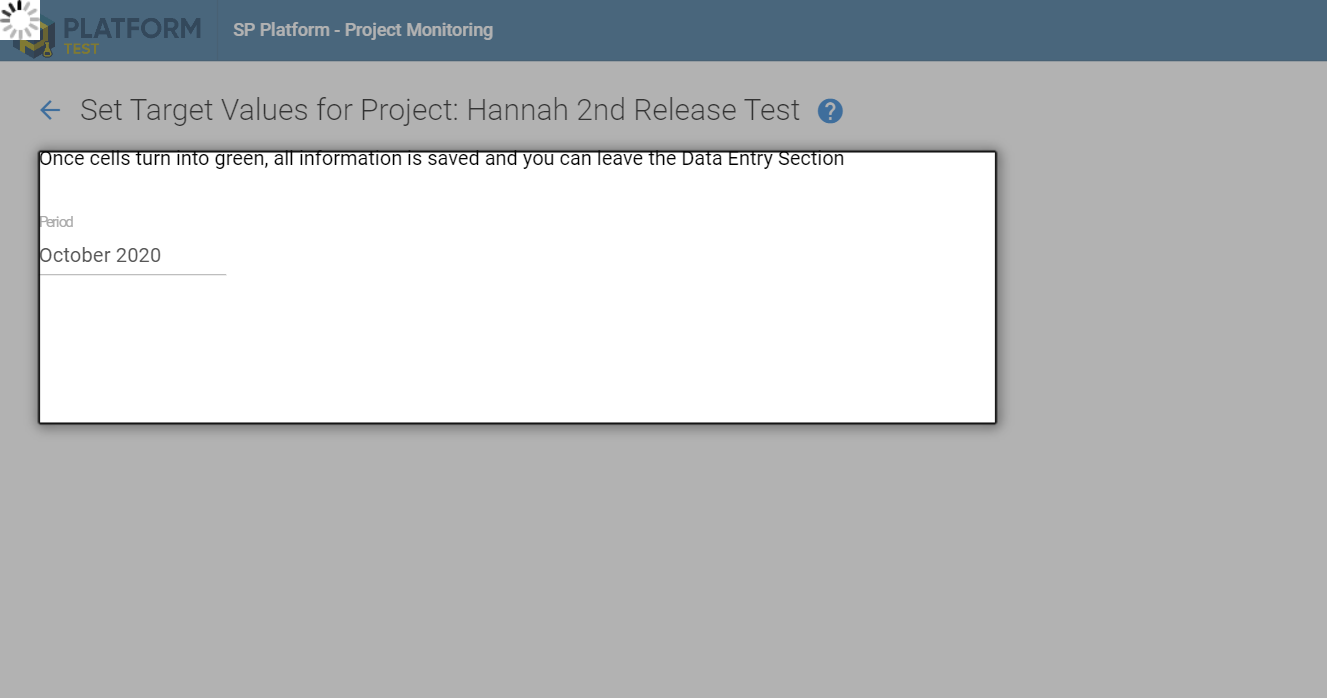 PLATFORM
TEST
SP Platform - Project Monitoring
Set Target Values for Project: Hannah 2nd Release Test ?
Once cells turn into green, all information is saved and you can leave the Data Entry Section
Period
October 2020